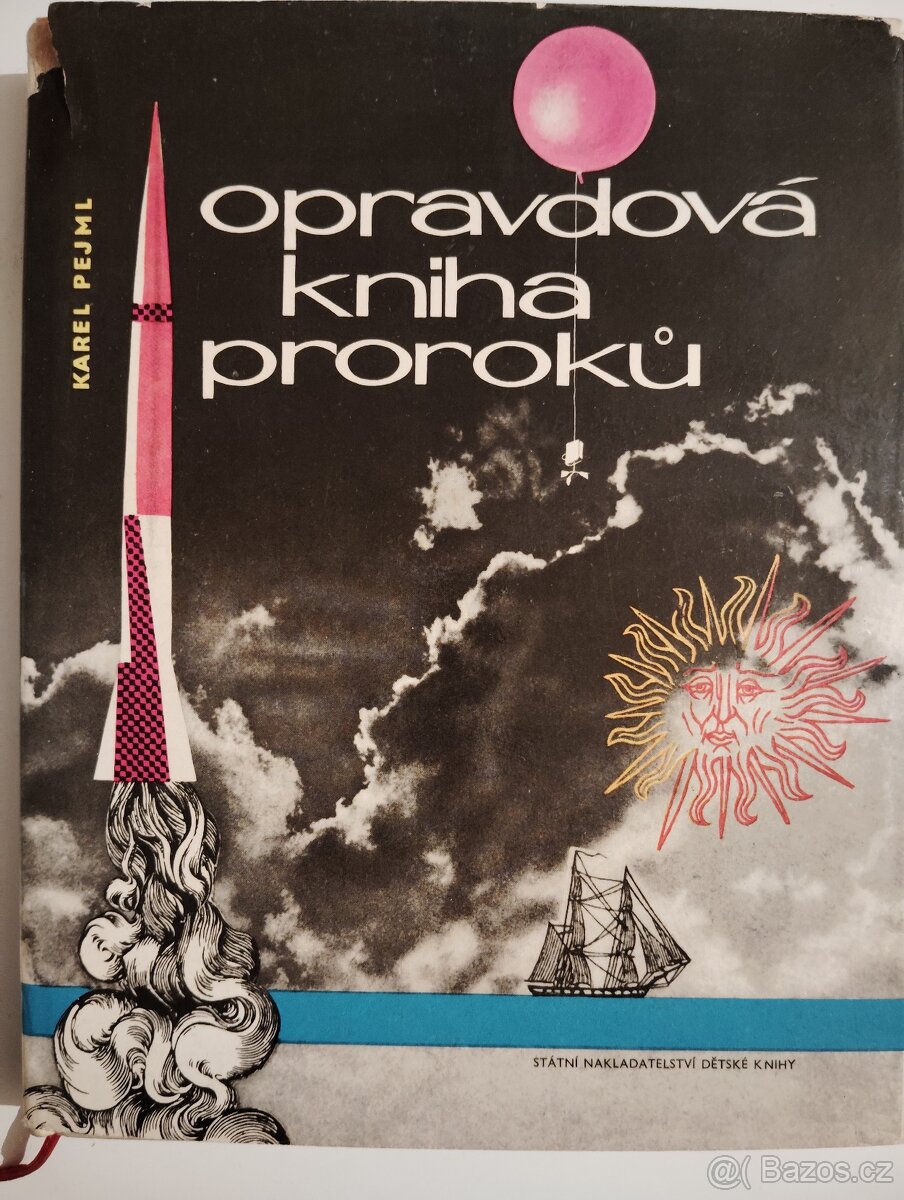 KAREL PEJML
opravdová
kniha
proroků
STÁTNÍ NAKLADATELSTVÍ DĚTSKÉ KNIHY
@( Bazos.cz